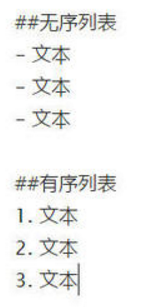 ##无序列表
- 文本
- 文本
- 文本
##有序列表
1. 文本
2. 文本
3. 文本